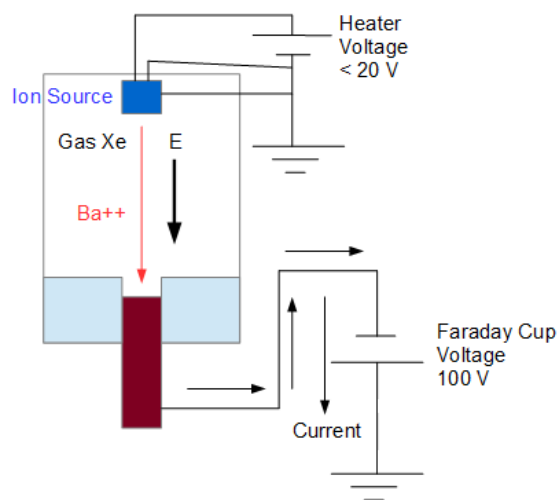 Heater
Voltage
< 20 V
Ion Source
Gas Xe
E
Ba++
Faraday Cup
Voltage
100 V
Current